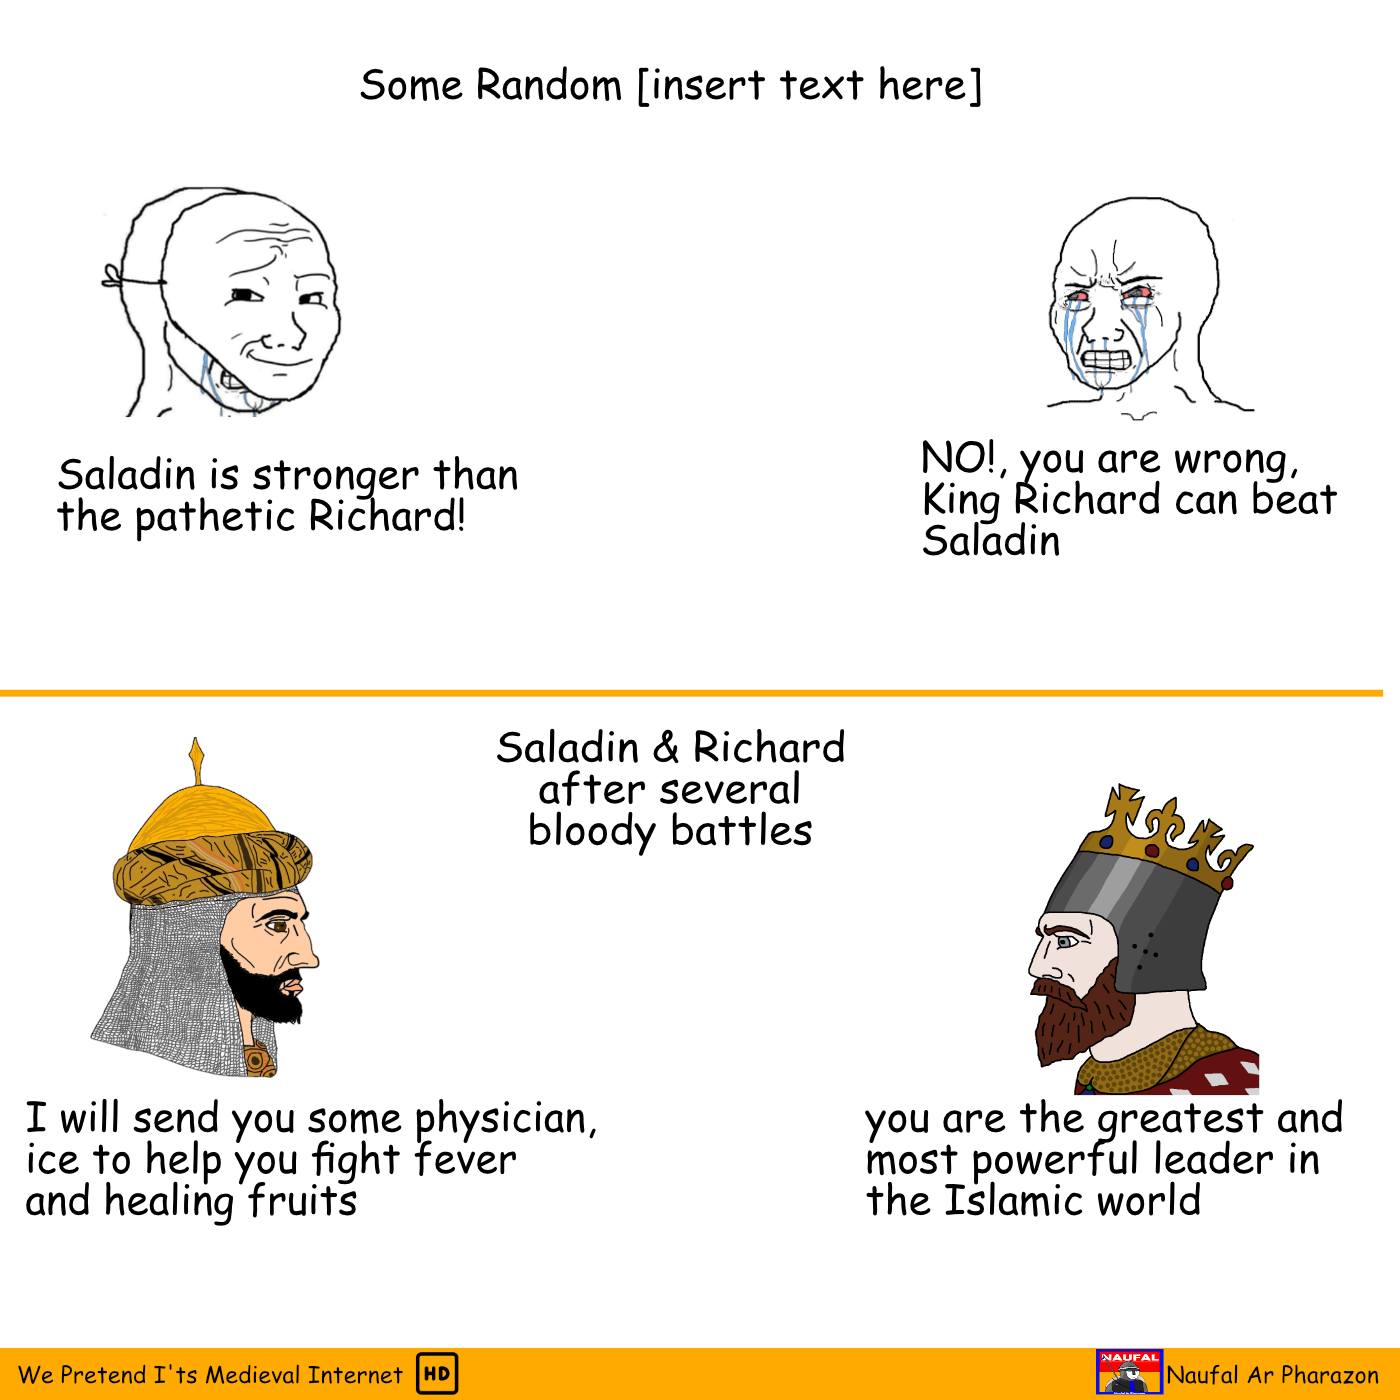 Some Random [insert text here]
Saladin is stronger than
the pathetic Richard!
NO!, you are wrong,
King Richard can beat
Saladin
Saladin & Richard
after several
bloody battles
I will send you some physician,
ice to help you fight fever
and healing fruits
you are the greatest and
most powerful leader in
the Islamic world
We Pretend I'ts Medieval Internet
HD
NAUFAL
Naufal Ar Pharazon